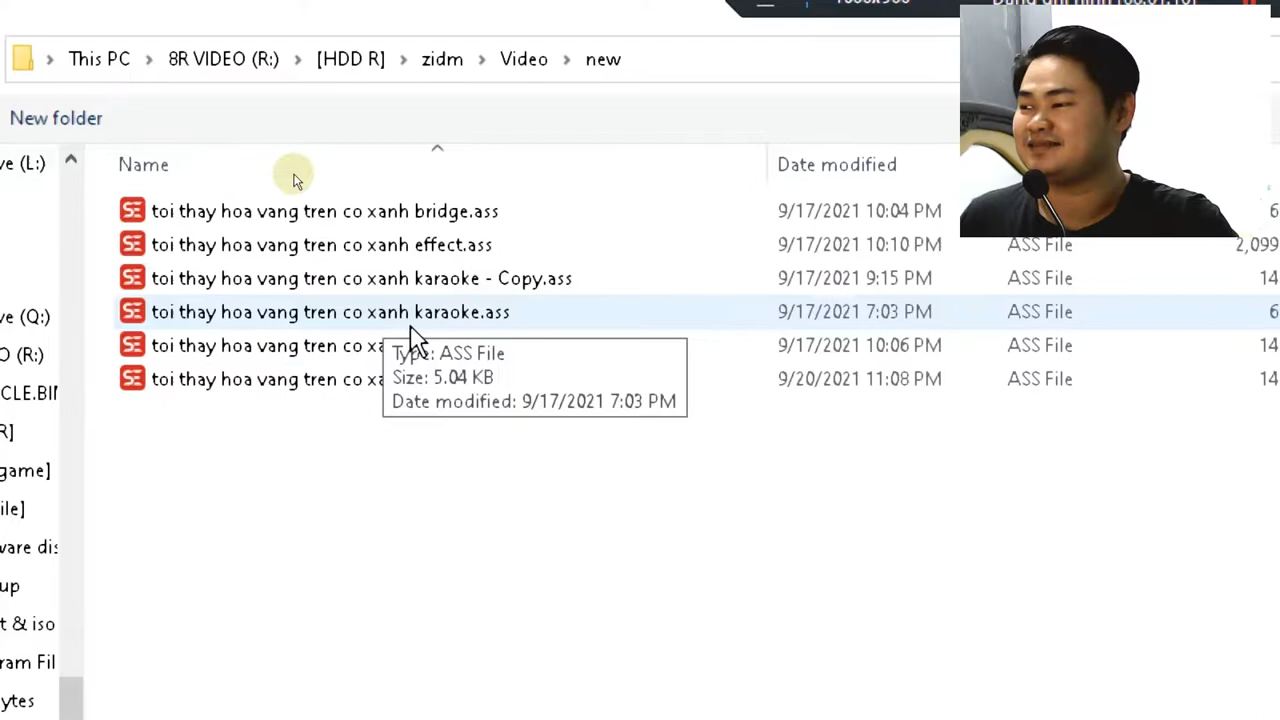 This PC > 8R VIDEO (R:) > [HDD R] > zidm > Video > new
New folder
Name Date modified
ve (L:)
toi thay hoa vang tren co xanh bridge.ass 9/17/2021 10:04 PM 6
toi thay hoa vang tren co xanh effect.ass 9/17/2021 10:10 PM ASS File 2,099
toi thay hoa vang tren co xanh karaoke - Copy.ass 9/17/2021 9:15 PM ASS File 14
toi thay hoa vang tren co xanh karaoke.ass 9/17/2021 7:03 PM ASS File 6
ve (Q:)
toi thay hoa vang tren co xa 9/17/2021 10:06 PM ASS File 14
O (R:)
Type: ASS File
toi thay hoa vang tren co xa 9/20/2021 11:08 PM ASS File 14
Size: 5.04 KB
CLE.BIN
Date modified: 9/17/2021 7:03 PM
R]
game]
file]
ware dis
up
t & iso
ram Fil
ytes